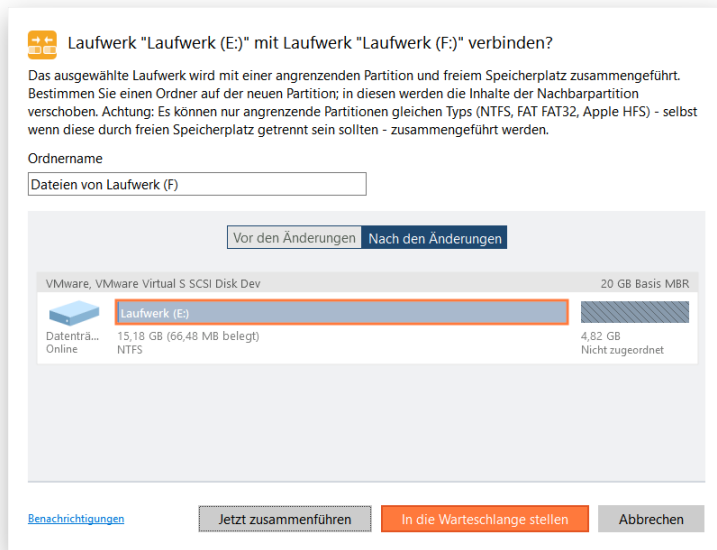 Laufwerk "Laufwerk (E:)" mit Laufwerk "Laufwerk (F:)" verbinden?
Das ausgewählte Laufwerk wird mit einer angrenzenden Partition und freiem Speicherplatz zusammengeführt.
Bestimmen Sie einen Ordner auf der neuen Partition; in diesen werden die Inhalte der Nachbarpartition
verschoben. Achtung: Es können nur angrenzende Partitionen gleichen Typs (NTFS, FAT FAT32, Apple HFS) - selbst
wenn diese durch freien Speicherplatz getrennt sein sollten - zusammengeführt werden.
Ordnername
Dateien von Laufwerk (F)
Vor den Änderungen Nach den Änderungen
VMware, VMware Virtual S SCSI Disk Dev 20 GB Basis MBR
Laufwerk (E:)
Datenträ... 15,18 GB (66,48 MB belegt) 4,82 GB
Online NTFS Nicht zugeordnet
Benachrichtigungen Jetzt zusammenführen In die Warteschlange stellen Abbrechen